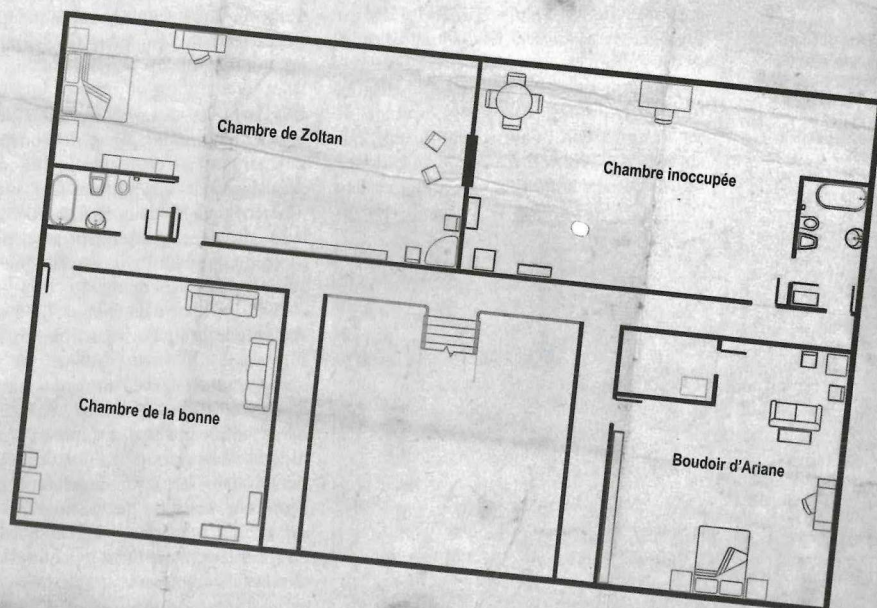 Chambre de Zoltan
Chambre inoccupée
Chambre de la bonne
Boudoir d'Ariane